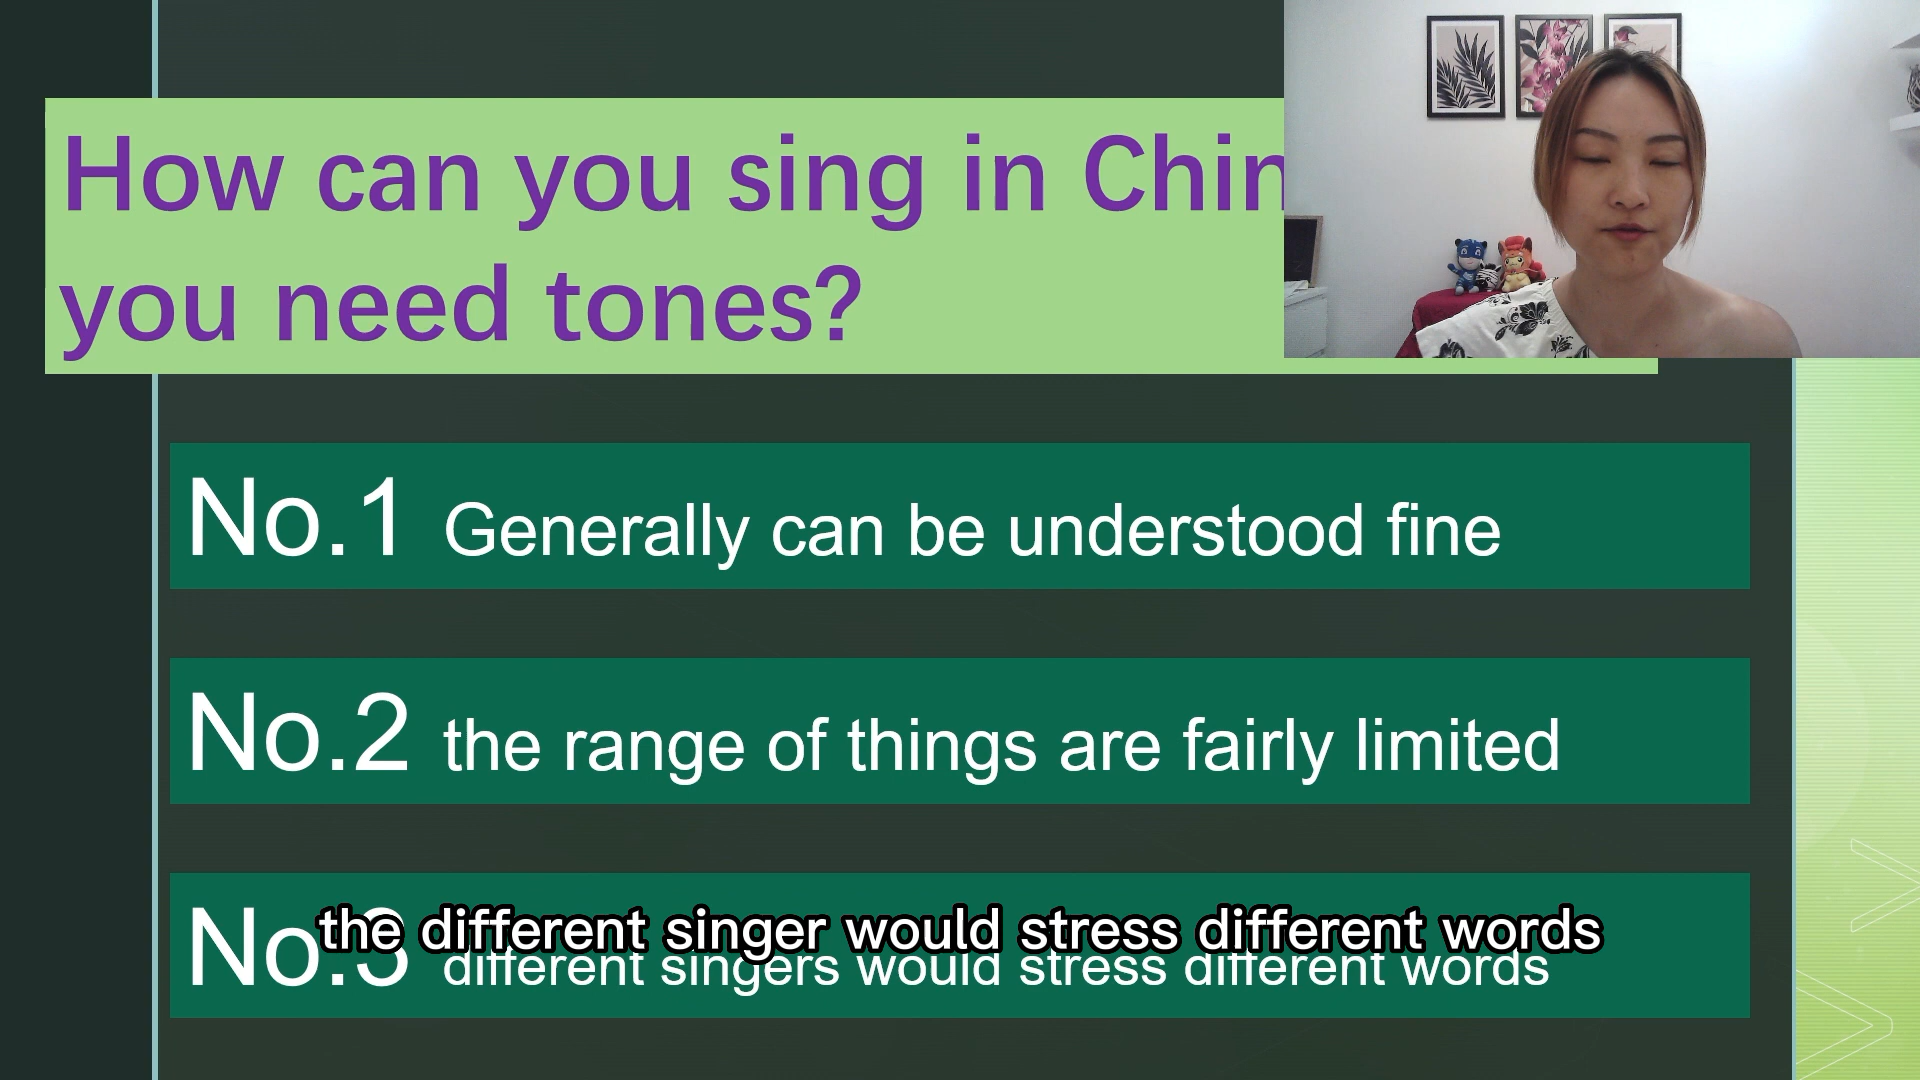 How can you sing in Chin
you need tones?
No.1 Generally can be understood fine
No.2 the range of things are fairly limited
No.3 different singers would stress different words
the different singer would stress different words